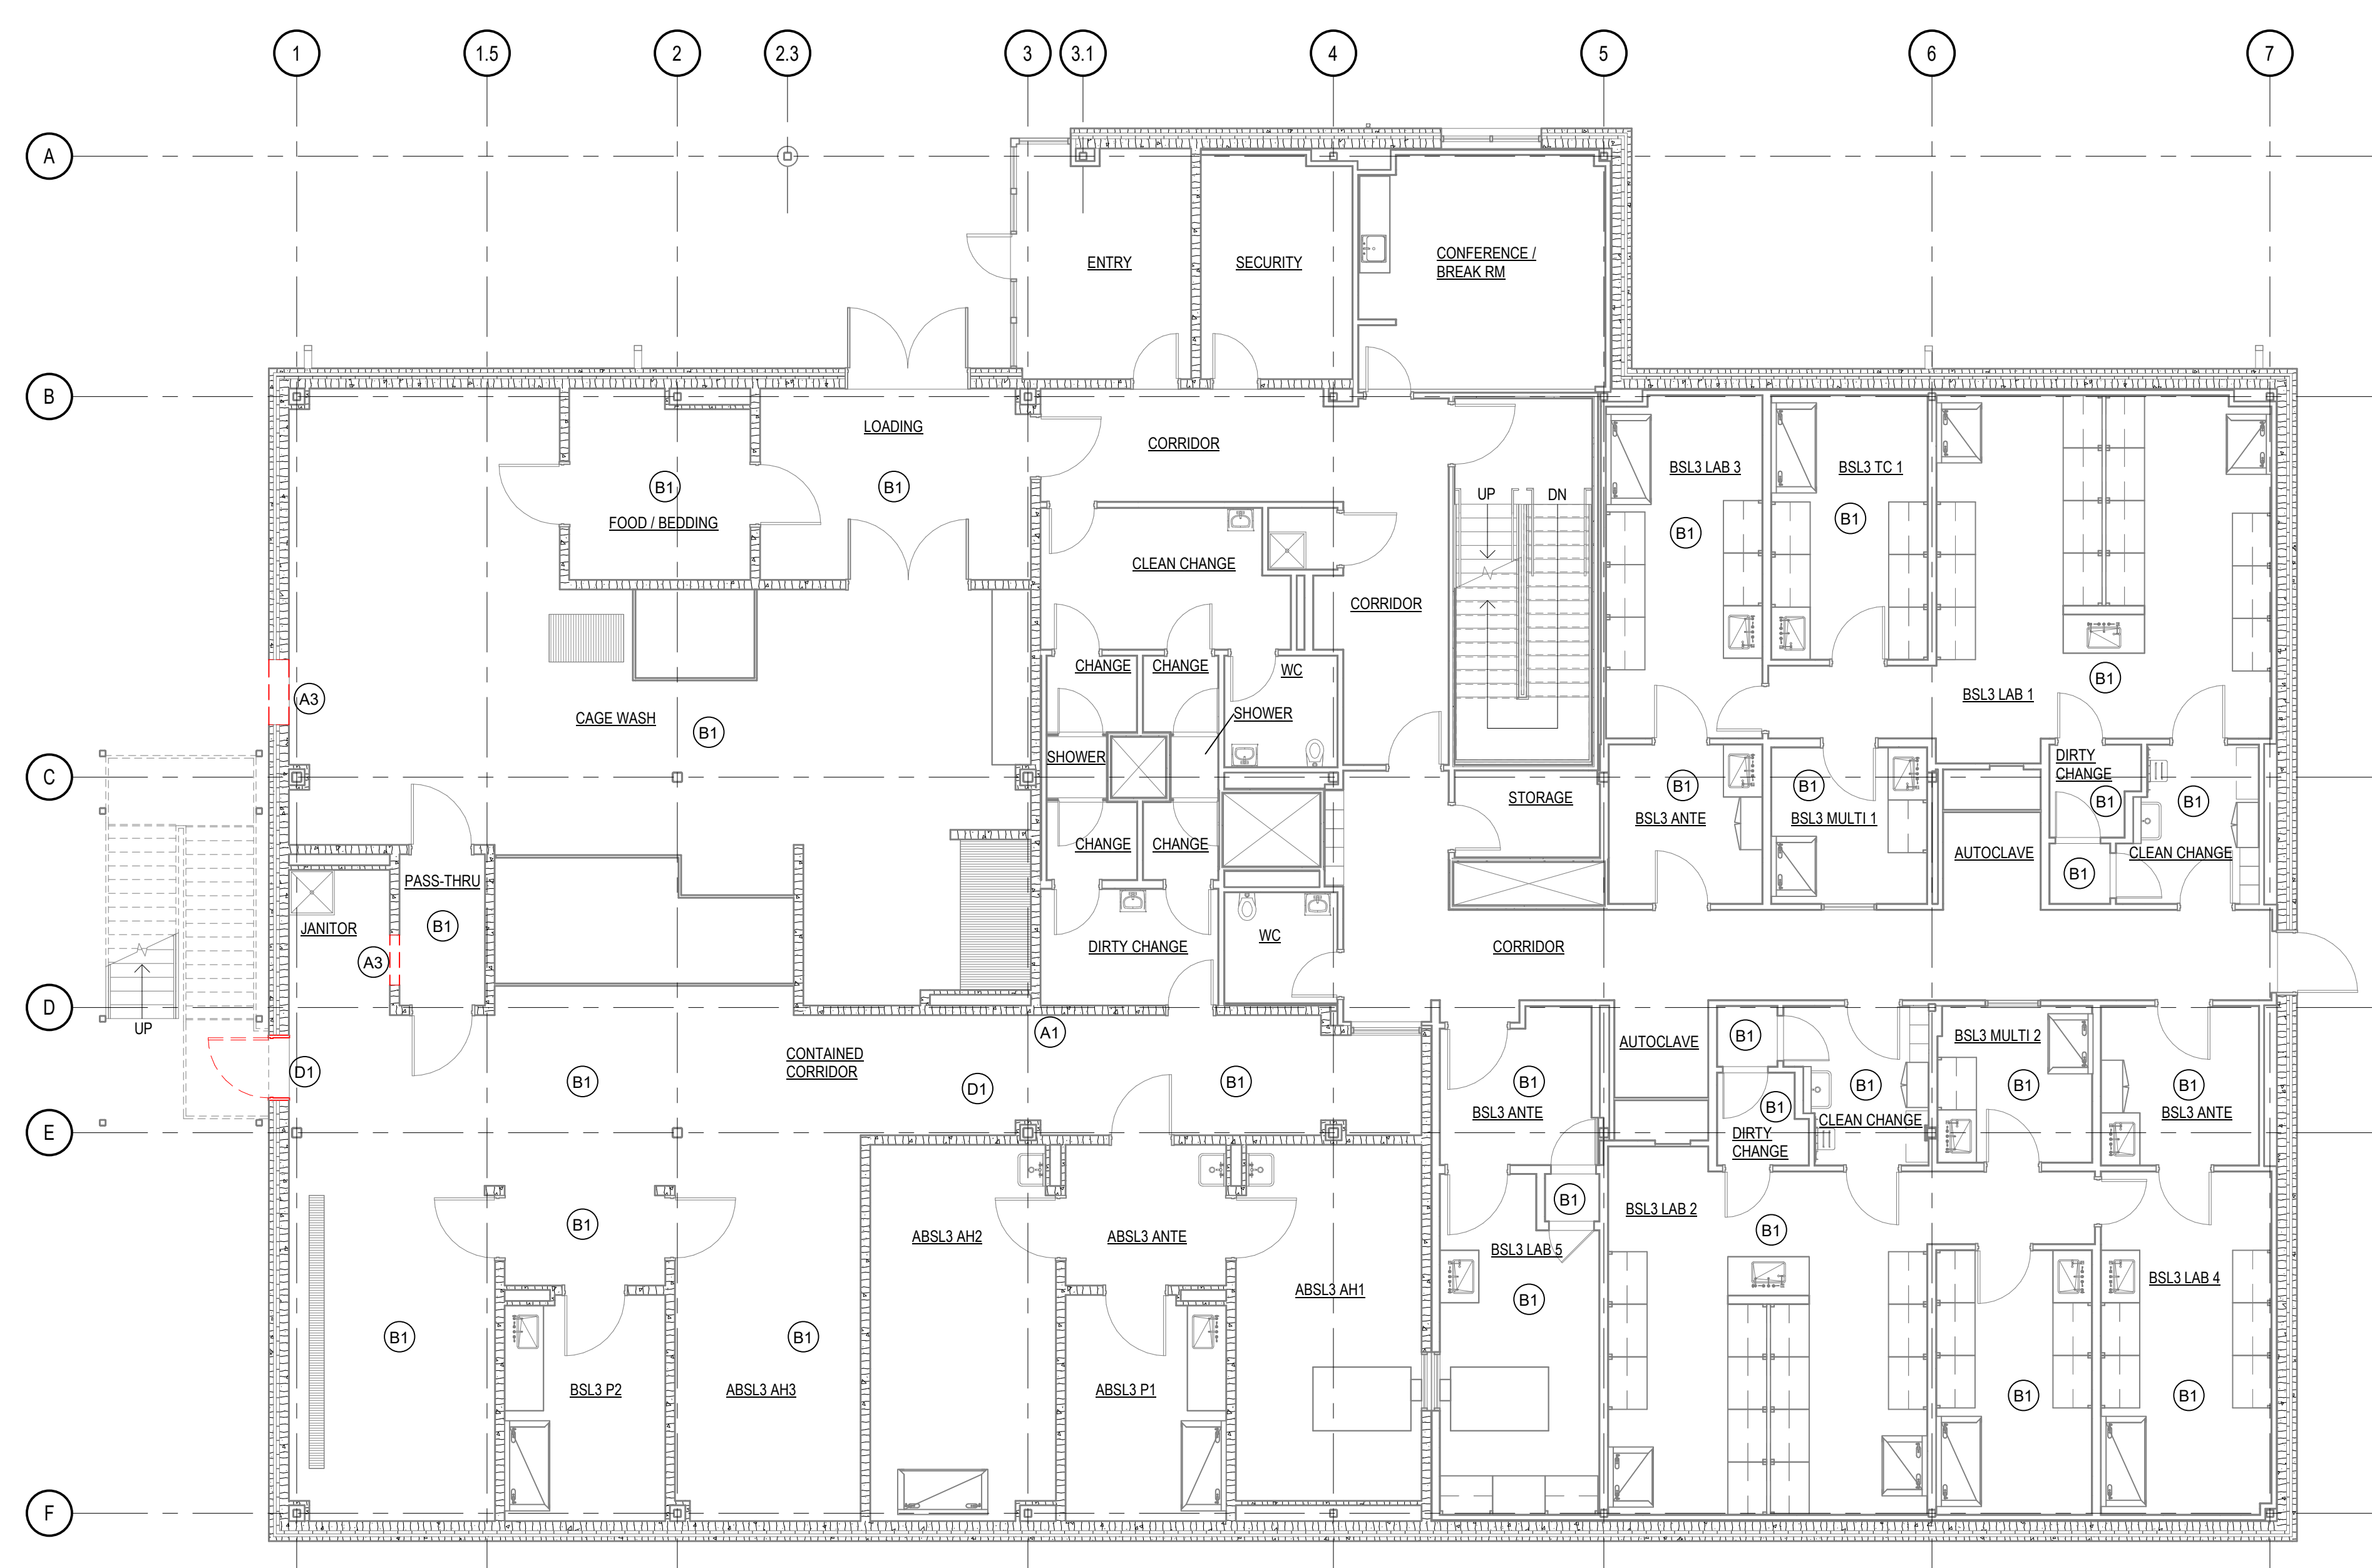 1
1.5
2
2.3
3
3.1
4
5
6
7
A
B
C
D
E
F
ENTRY
SECURITY
CONFERENCE /
BREAK RM
LOADING
B1
CORRIDOR
B1
FOOD / BEDDING
UP
DN
BSL3 LAB 3
B1
BSL3 TC 1
B1
CLEAN CHANGE
CORRIDOR
CHANGE
CHANGE
WC
SHOWER
SHOWER
A3
CAGE WASH
B1
BSL3 LAB 1
B1
CHANGE
CHANGE
STORAGE
B1
BSL3 ANTE
B1
BSL3 MULTI 1
DIRTY
CHANGE
B1
B1
CLEAN CHANGE
AUTOCLAVE
B1
PASS-THRU
B1
JANITOR
A3
DIRTY CHANGE
WC
CORRIDOR
UP
A1
D1
CONTAINED
CORRIDOR
B1
D1
B1
B1
BSL3 ANTE
AUTOCLAVE
B1
B1
DIRTY
CHANGE
B1
CLEAN CHANGE
BSL3 MULTI 2
B1
B1
BSL3 ANTE
B1
B1
ABSL3 AH2
ABSL3 ANTE
BSL3 LAB 5
B1
BSL3 LAB 2
B1
ABSL3 AH1
BSL3 LAB 4
B1
B1
BSL3 P2
ABSL3 AH3
ABSL3 P1
B1
B1